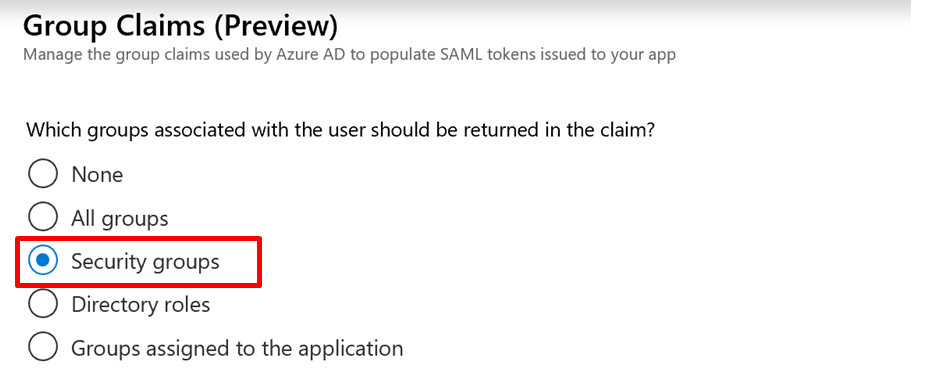 Group Claims (Preview)
Manage the group claims used by Azure AD to populate SAML tokens issued to your app
Which groups associated with the user should be returned in the claim?
None
All groups
Security groups
Directory roles
Groups assigned to the application